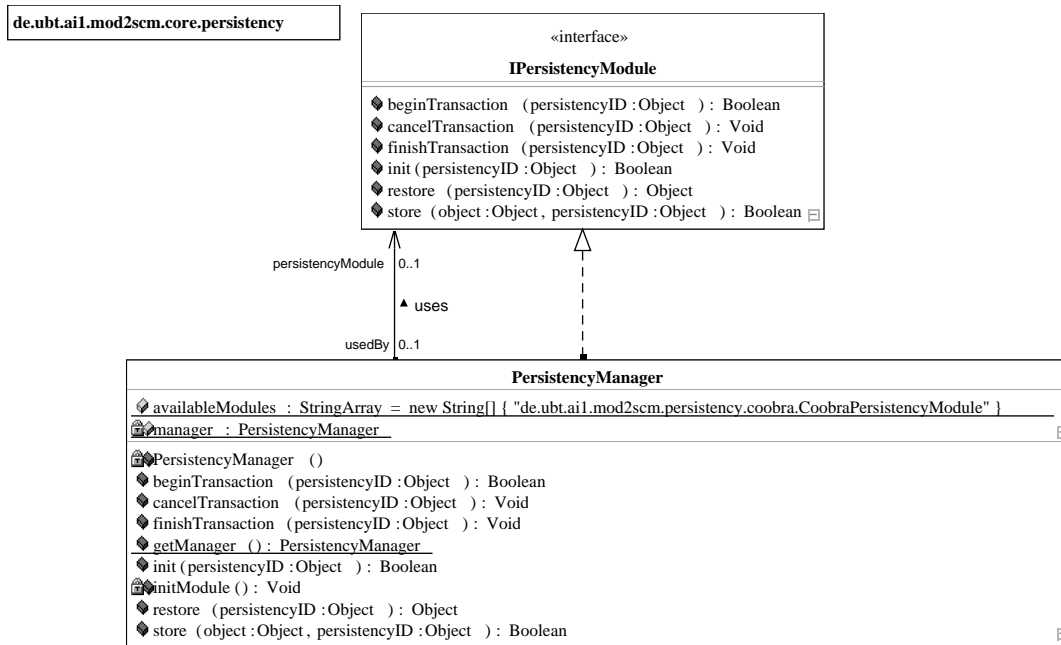 de.ubt.ai1.mod2scm.core.persistency
«interface»
IPersistencyModule
beginTransaction (persistencyID :Object ) : Boolean
cancelTransaction (persistencyID :Object ) : Void
finishTransaction (persistencyID :Object ) : Void
init (persistencyID :Object ) : Boolean
restore (persistencyID :Object ) : Object
store (object :Object , persistencyID :Object ) : Boolean
persistencyModule 0..1
uses
usedBy 0..1
PersistencyManager
availableModules : StringArray = new String[] { "de.ubt.ai1.mod2scm.persistency.coobra.CoobraPersistencyModule" }
manager : PersistencyManager
PersistencyManager ()
beginTransaction (persistencyID :Object ) : Boolean
cancelTransaction (persistencyID :Object ) : Void
finishTransaction (persistencyID :Object ) : Void
getManager () : PersistencyManager
init (persistencyID :Object ) : Boolean
initModule () : Void
restore (persistencyID :Object ) : Object
store (object :Object , persistencyID :Object ) : Boolean